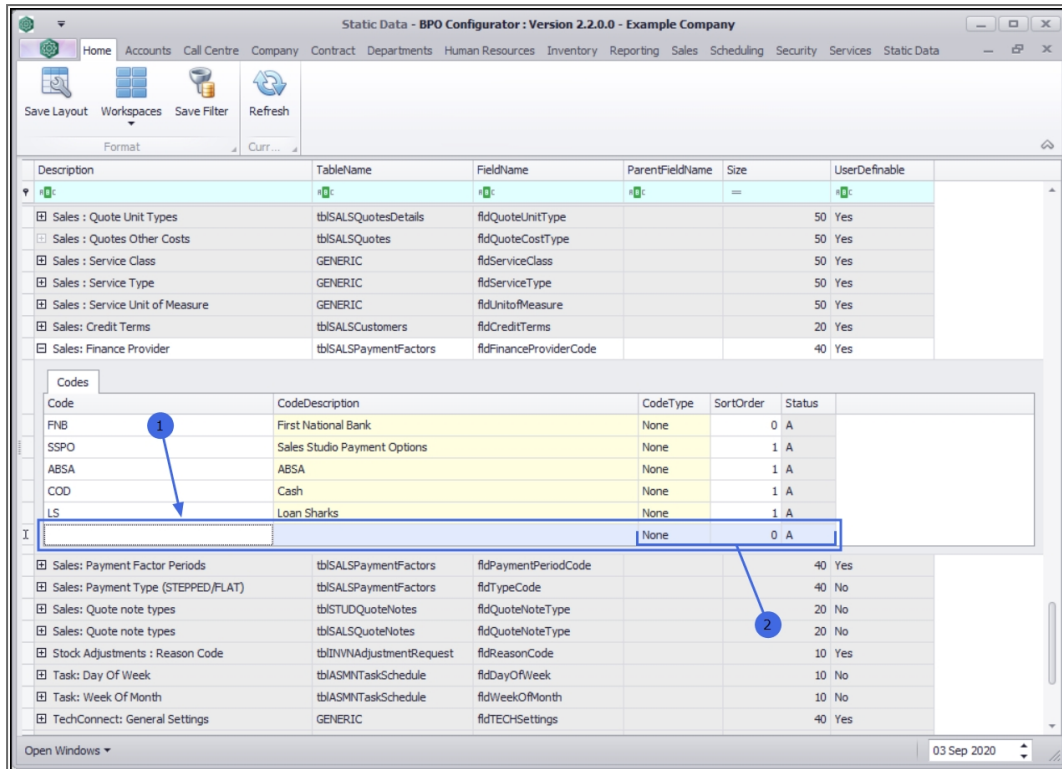 Static Data - BPO Configurator : Version 2.2.0.0 - Example Company
Home Accounts Call Centre Company Contract Departments Human Resources Inventory Reporting Sales Scheduling Security Services Static Data
Save Layout Workspaces Save Filter Refresh
Format Curr...
Description TableName FieldName ParentFieldName Size UserDefinable
Sales : Quote Unit Types tblSALSQuotesDetails fldQuoteUnitType 50 Yes
Sales : Quotes Other Costs tblSALSQuotes fldQuoteCostType 50 Yes
Sales : Service Class GENERIC fldServiceClass 50 Yes
Sales : Service Type GENERIC fldServiceType 50 Yes
Sales : Service Unit of Measure GENERIC fldUnitofMeasure 50 Yes
Sales: Credit Terms tblSALSCustomers fldCreditTerms 20 Yes
Sales: Finance Provider tblSALSPaymentFactors fldFinanceProviderCode 40 Yes
Codes
Code CodeDescription CodeType SortOrder Status
FNB First National Bank None 0 A
1
SSPO Sales Studio Payment Options None 1 A
ABSA ABSA None 1 A
COD Cash None 1 A
LS Loan Sharks None 1 A
None 0 A
Sales: Payment Factor Periods tblSALSPaymentFactors fldPaymentPeriodCode 40 Yes
Sales: Payment Type (STEPPED/FLAT) tblSALSPaymentFactors fldTypeCode 40 No
Sales: Quote note types tblSTUDQuoteNotes fldQuoteNoteType 20 No
Sales: Quote note types tblSALSQuoteNotes fldQuoteNoteType 20 No
2
Stock Adjustments : Reason Code tblINVNAdjustmentRequest fldReasonCode 10 Yes
Task: Day Of Week tblASMNTaskSchedule fldDayOfWeek 10 No
Task: Week Of Month tblASMNTaskSchedule fldWeekOfMonth 10 No
TechConnect: General Settings GENERIC fldTECHSettings 40 Yes
Open Windows 03 Sep 2020